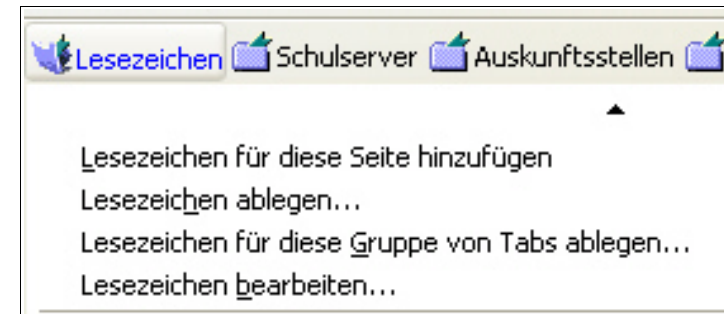 Lesezeichen Schulserver Auskunftsstellen
Lesezeichen für diese Seite hinzufügen
Lesezeichen ablegen...
Lesezeichen für diese Gruppe von Tabs ablegen...
Lesezeichen bearbeiten...